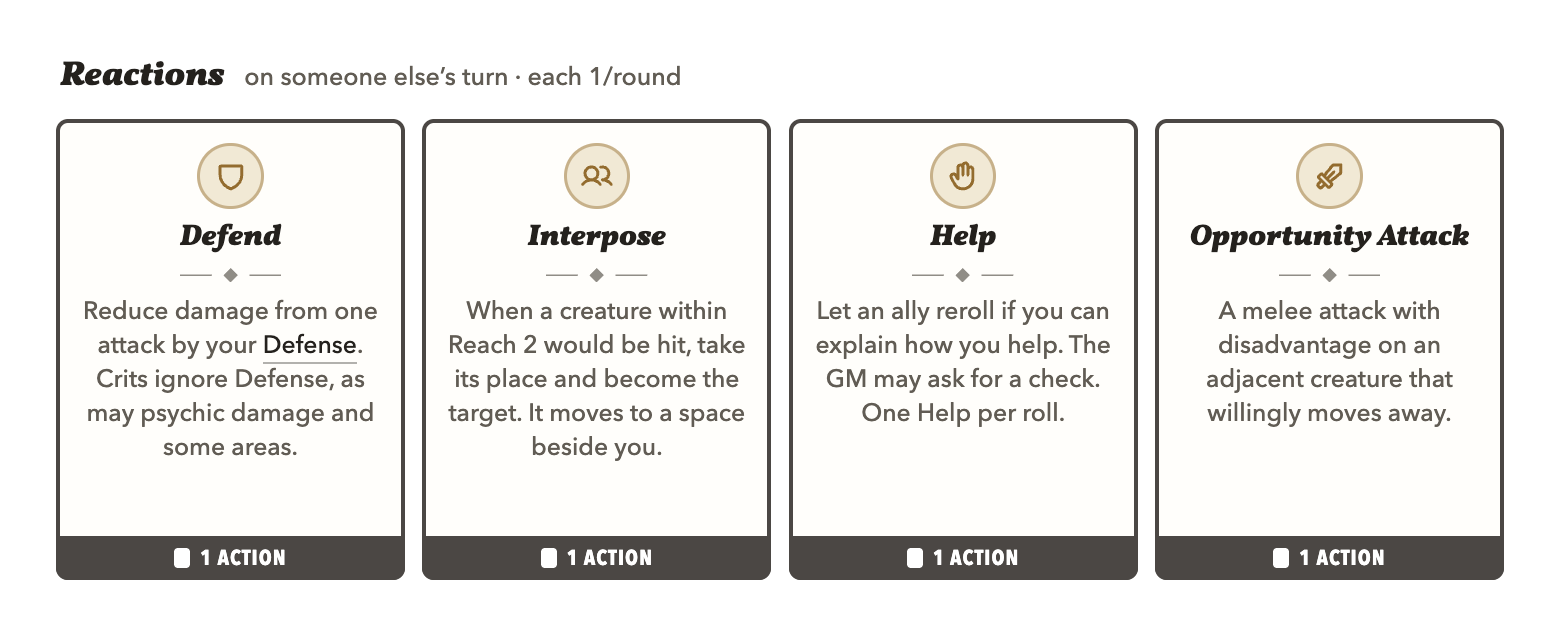 Reactions on someone else’s turn · each 1/round
Defend
Reduce damage from one
attack by your Defense.
Crits ignore Defense, as
may psychic damage and
some areas.
1 ACTION
Interpose
When a creature within
Reach 2 would be hit, take
its place and become the
target. It moves to a space
beside you.
1 ACTION
Help
Let an ally reroll if you can
explain how you help. The
GM may ask for a check.
One Help per roll.
1 ACTION
Opportunity Attack
A melee attack with
disadvantage on an
adjacent creature that
willingly moves away.
1 ACTION